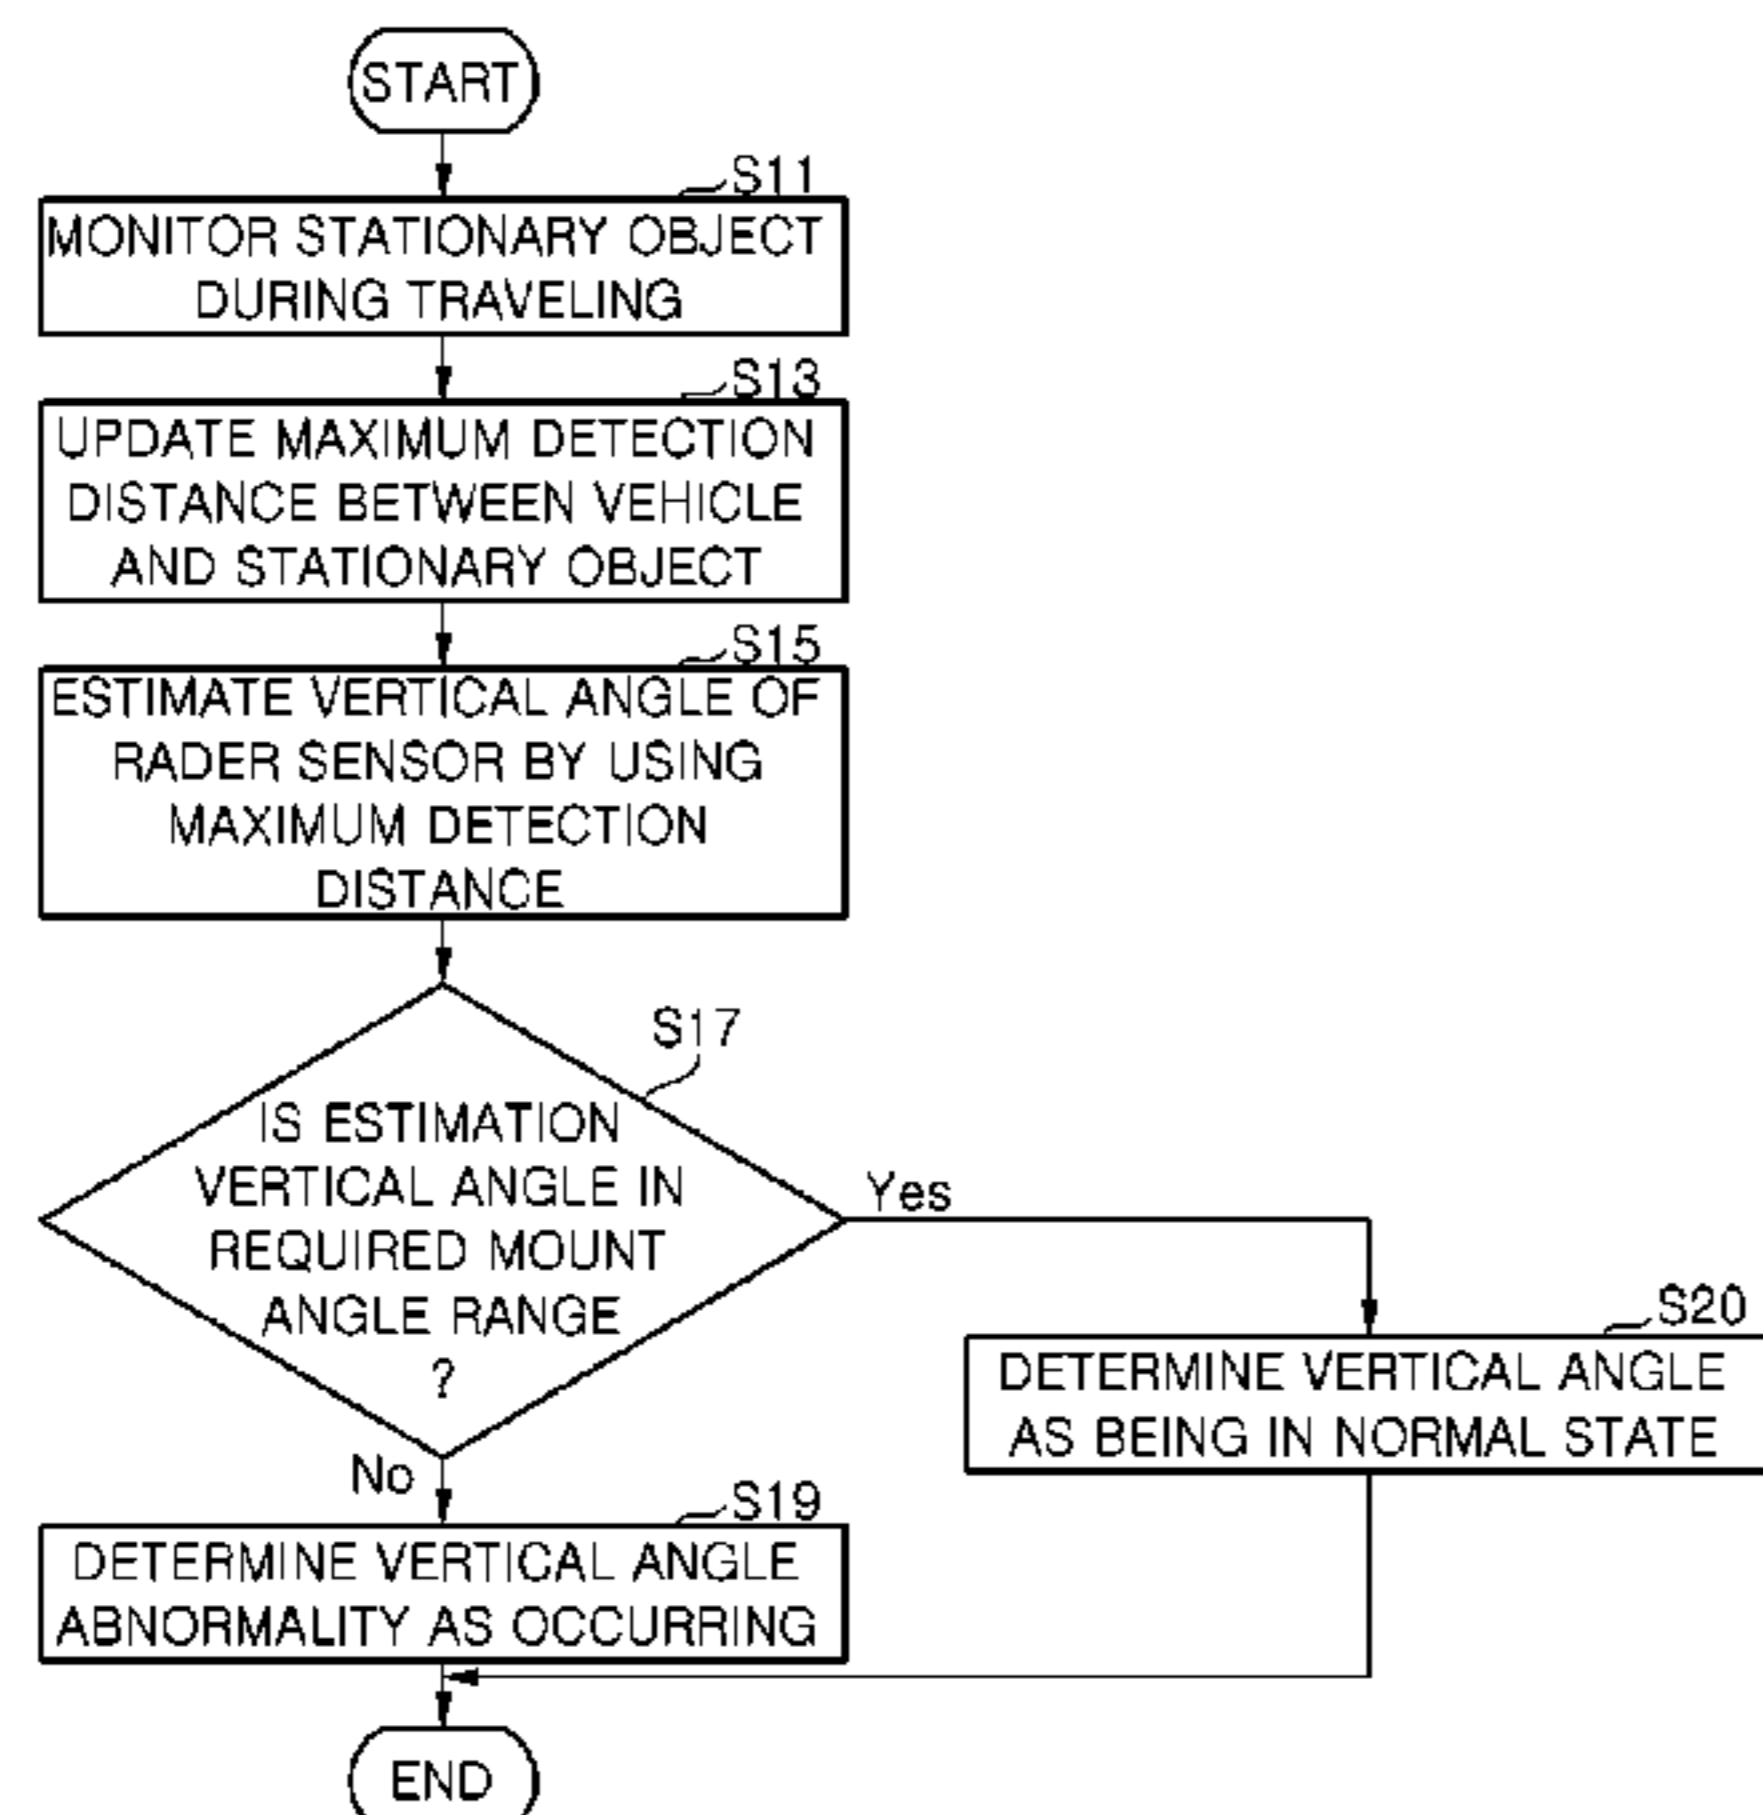 START
S11
MONITOR STATIONARY OBJECT
DURING TRAVELING
S13
UPDATE MAXIMUM DETECTION
DISTANCE BETWEEN VEHICLE
AND STATIONARY OBJECT
S15
ESTIMATE VERTICAL ANGLE OF
RADER SENSOR BY USING
MAXIMUM DETECTION
DISTANCE
S17
IS ESTIMATION
VERTICAL ANGLE IN
REQUIRED MOUNT
ANGLE RANGE
?
Yes
S20
DETERMINE VERTICAL ANGLE
AS BEING IN NORMAL STATE
No
S19
DETERMINE VERTICAL ANGLE
ABNORMALITY AS OCCURRING
END